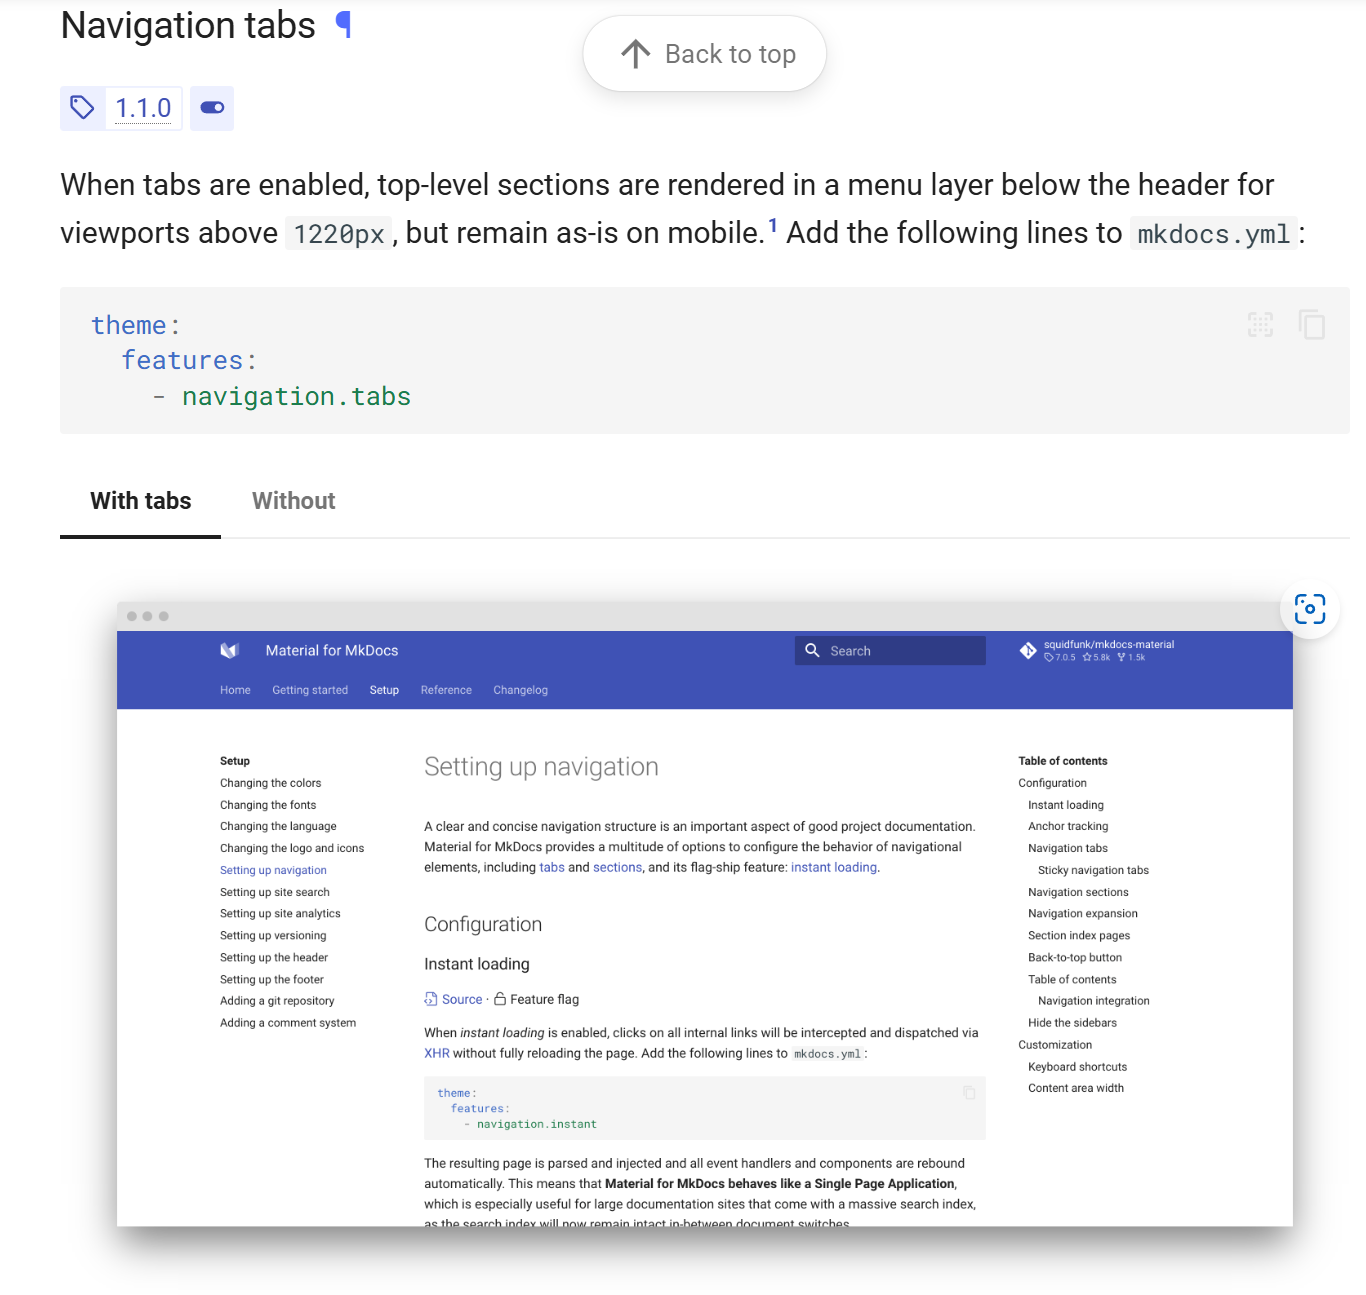 Navigation tabs ¶
Back to top
1.1.0
When tabs are enabled, top-level sections are rendered in a menu layer below the header for
viewports above 1220px, but remain as-is on mobile.1 Add the following lines to mkdocs.yml:
theme:
features:
- navigation.tabs
With tabs
Without
Material for MkDocs
Search
squidfunk/mkdocs-material
7.0.5 5.8k 1.5k
Home
Getting started
Setup
Reference
Changelog
Setup
Changing the colors
Changing the fonts
Changing the language
Changing the logo and icons
Setting up navigation
Setting up site search
Setting up site analytics
Setting up versioning
Setting up the header
Setting up the footer
Adding a git repository
Adding a comment system
Setting up navigation
A clear and concise navigation structure is an important aspect of good project documentation.
Material for MkDocs provides a multitude of options to configure the behavior of navigational
elements, including tabs and sections, and its flag-ship feature: instant loading.
Configuration
Instant loading
Source · Feature flag
When instant loading is enabled, clicks on all internal links will be intercepted and dispatched via
XHR without fully reloading the page. Add the following lines to mkdocs.yml:
theme:
features:
- navigation.instant
The resulting page is parsed and injected and all event handlers and components are rebound
automatically. This means that Material for MkDocs behaves like a Single Page Application,
which is especially useful for large documentation sites that come with a massive search index,
as the search index will now remain intact in-between document switches.
Table of contents
Configuration
Instant loading
Anchor tracking
Navigation tabs
Sticky navigation tabs
Navigation sections
Navigation expansion
Section index pages
Back-to-top button
Table of contents
Navigation integration
Hide the sidebars
Customization
Keyboard shortcuts
Content area width